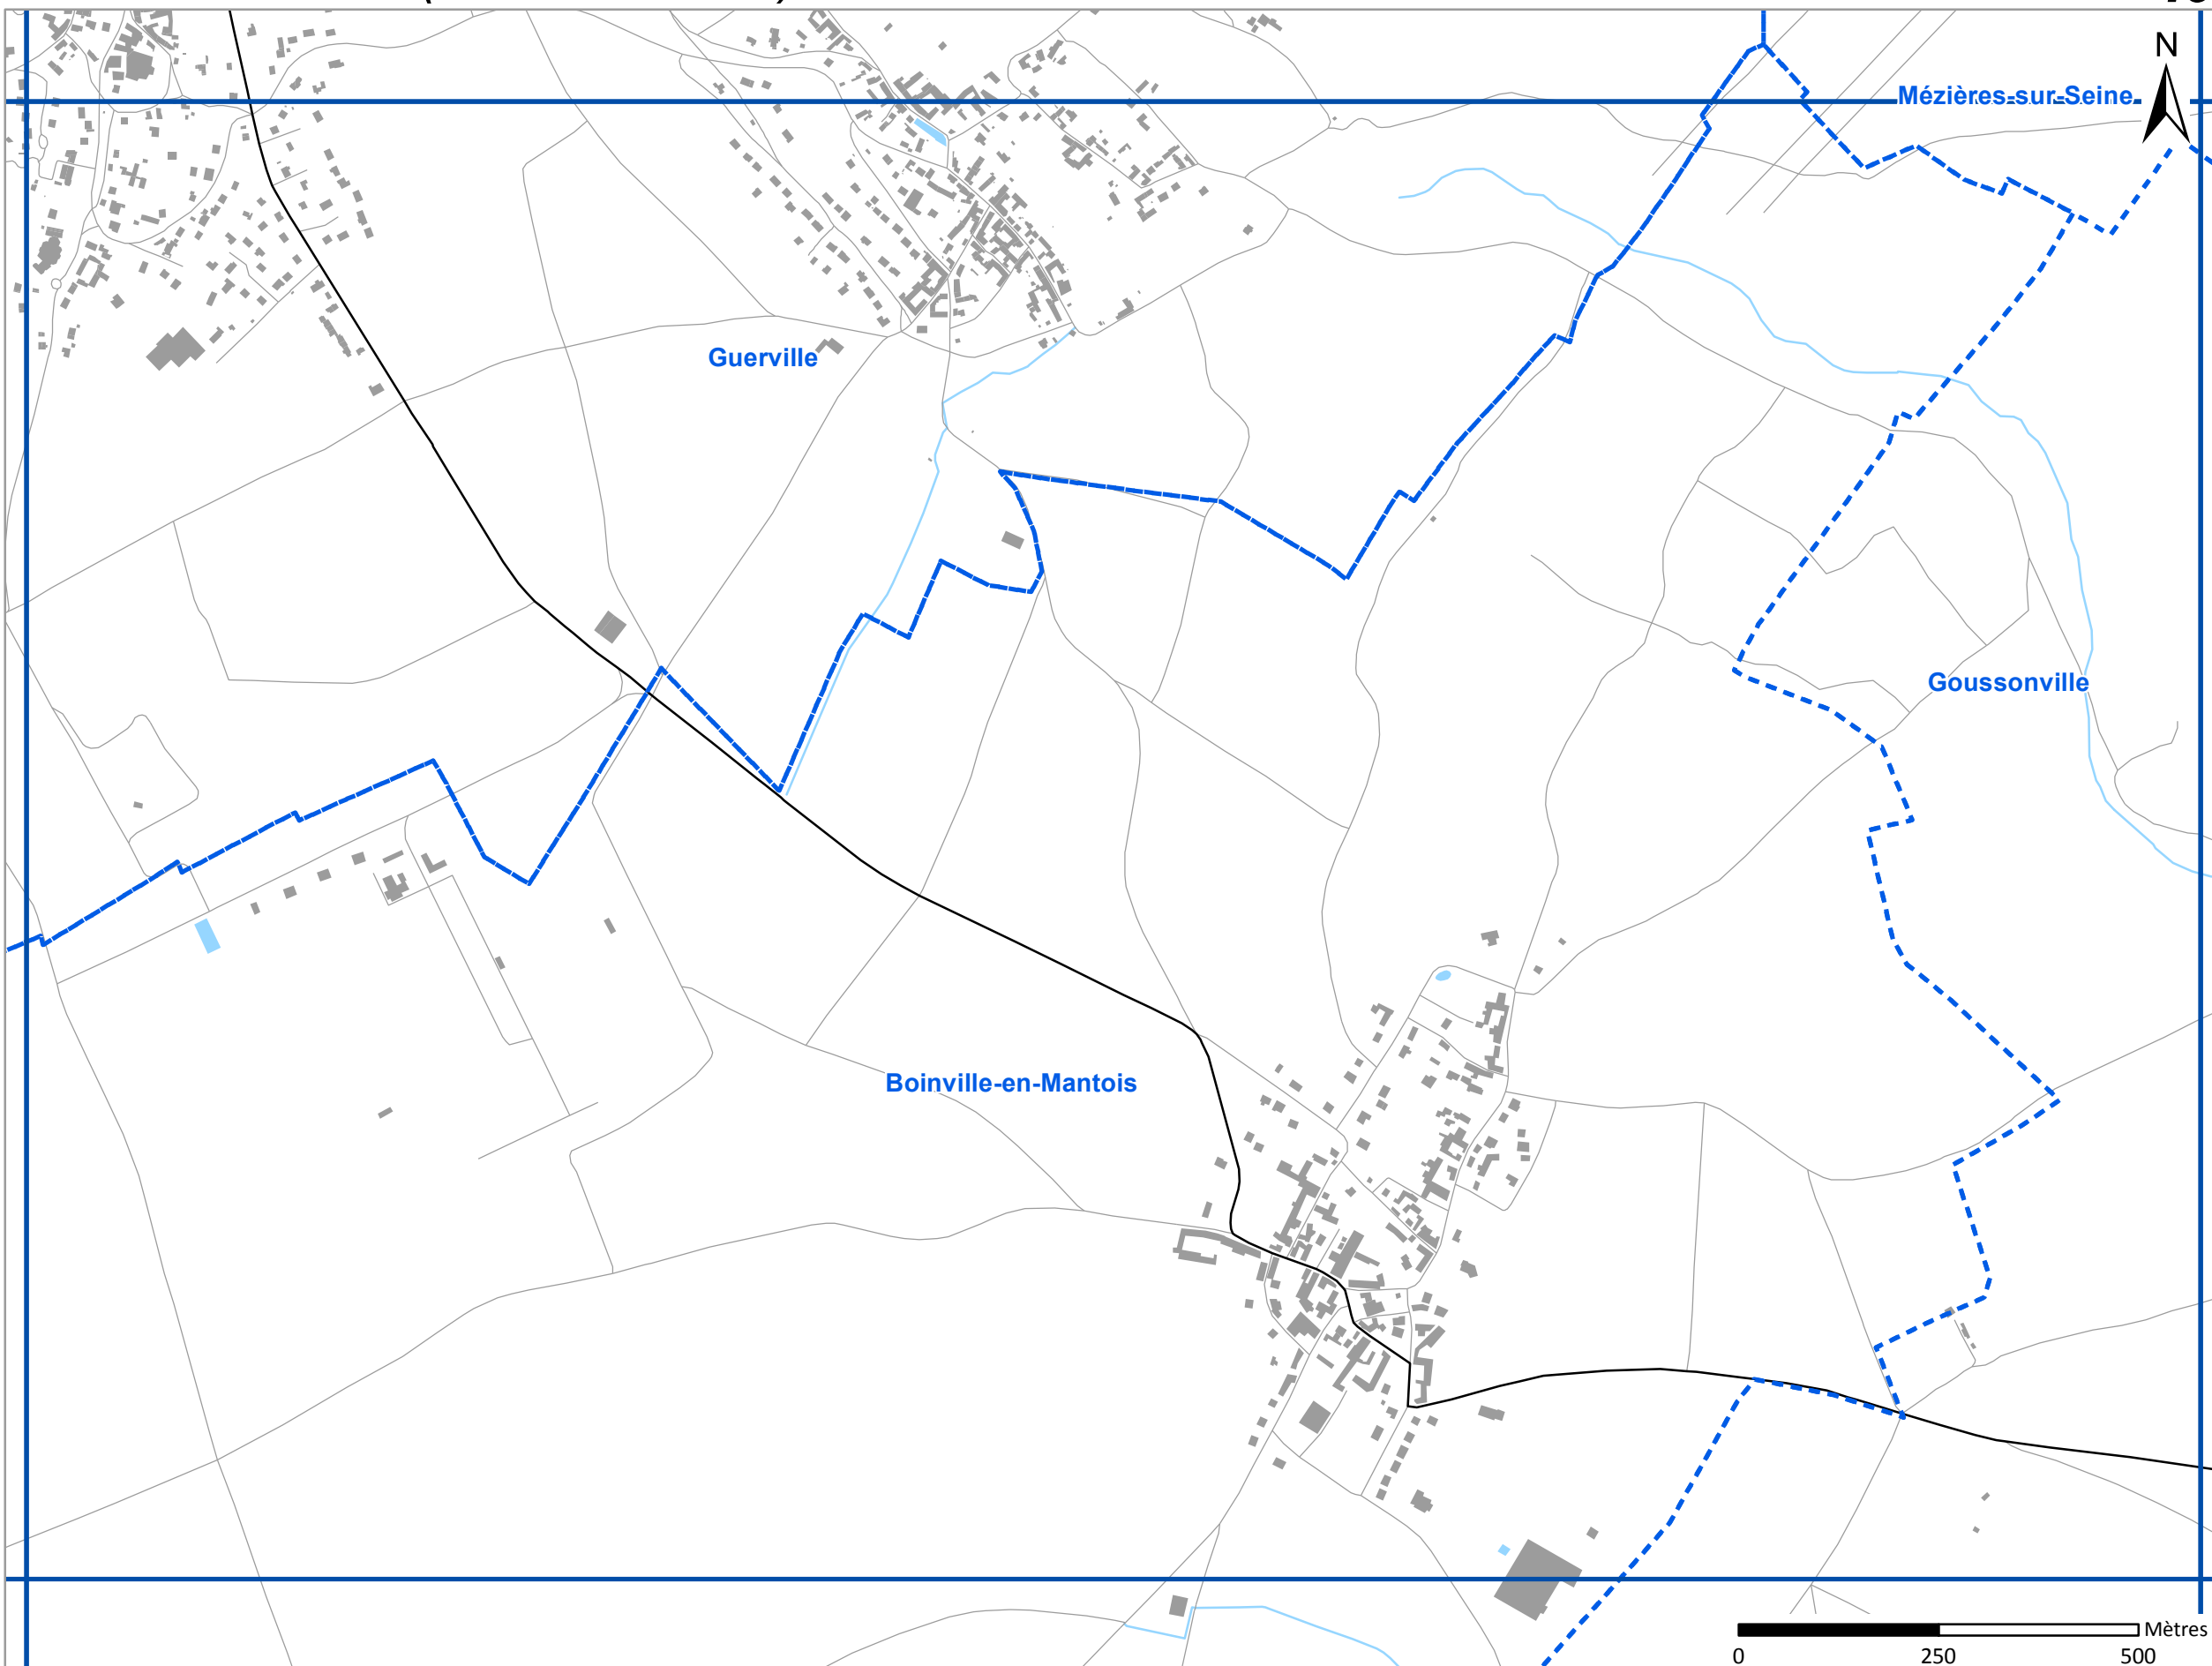 N
Mézières-sur-Seine
Guerville
Goussonville
Boinville-en-Mantois
Mètres
0 250 500